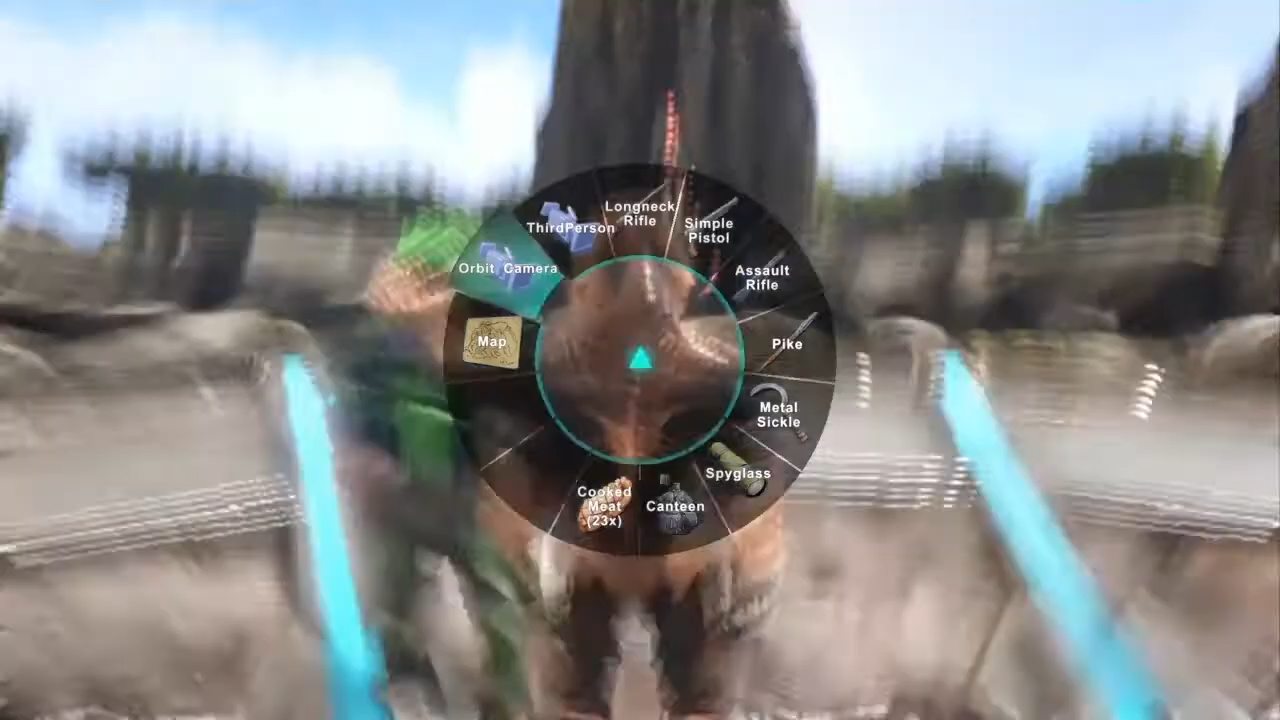 Longneck
Rifle
Simple
Pistol
Assault
Rifle
Pike
Metal
Sickle
Spyglass
Canteen
Cooked
Meat
(23x)
Map
Orbit Camera
ThirdPerson